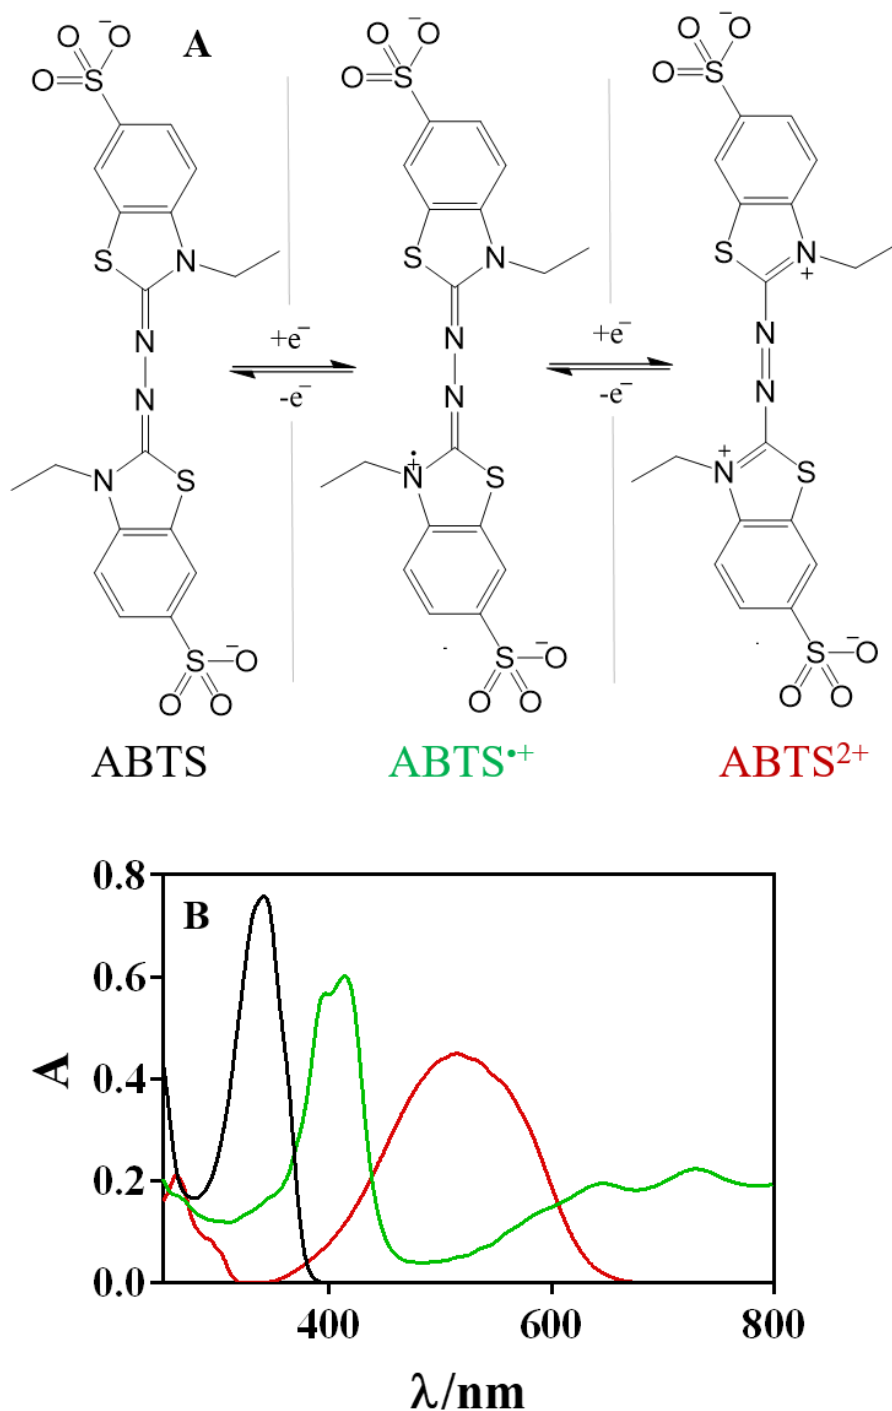 O O⁻ A O O⁻ O O⁻
O S O S O S
S N S N S N⁺
N N N
+e⁻ +e⁻
N N N
-e⁻ -e⁻
N S N•+ S N⁺ S
S ⁻O S ⁻O S ⁻O
O O O O O O
ABTS ABTS•+ ABTS²⁺
B
0.8
0.6
0.4
0.2
0.0
A
400 600 800
λ/nm